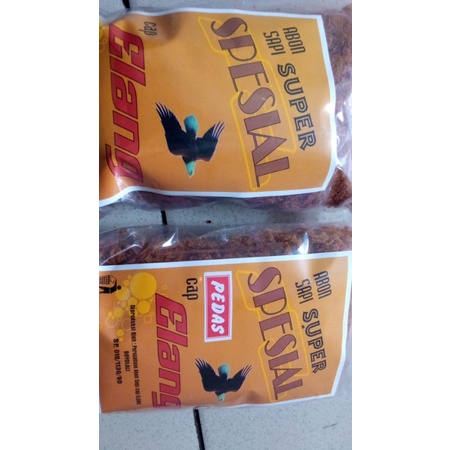 ABON
SAPI SUPER
SPESIAL
cap
Elang
ABON
SAPI SUPER
SPESIAL
PEDAS
cap
Elang